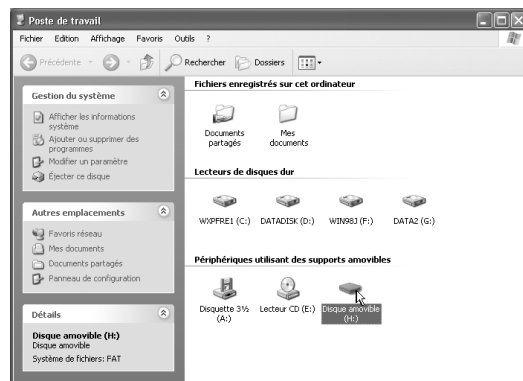 Poste de travail
Fichier Edition Affichage Favoris Outils ?
Précédente Rechercher Dossiers
Gestion du système
Afficher les informations
système
Ajouter ou supprimer des
programmes
Modifier un paramètre
Éjecter ce disque
Autres emplacements
Favoris réseau
Mes documents
Documents partagés
Panneau de configuration
Détails
Disque amovible (H:)
Disque amovible
Système de fichiers: FAT
Fichiers enregistrés sur cet ordinateur
Documents
partagés
Mes
documents
Lecteurs de disques dur
WXPFRE1 (C:) DATADISK (D:) WIN98J (F:) DATA2 (G:)
Périphériques utilisant des supports amovibles
Disquette 3½
(A:)
Lecteur CD (E:)
Disque amovible
(H:)